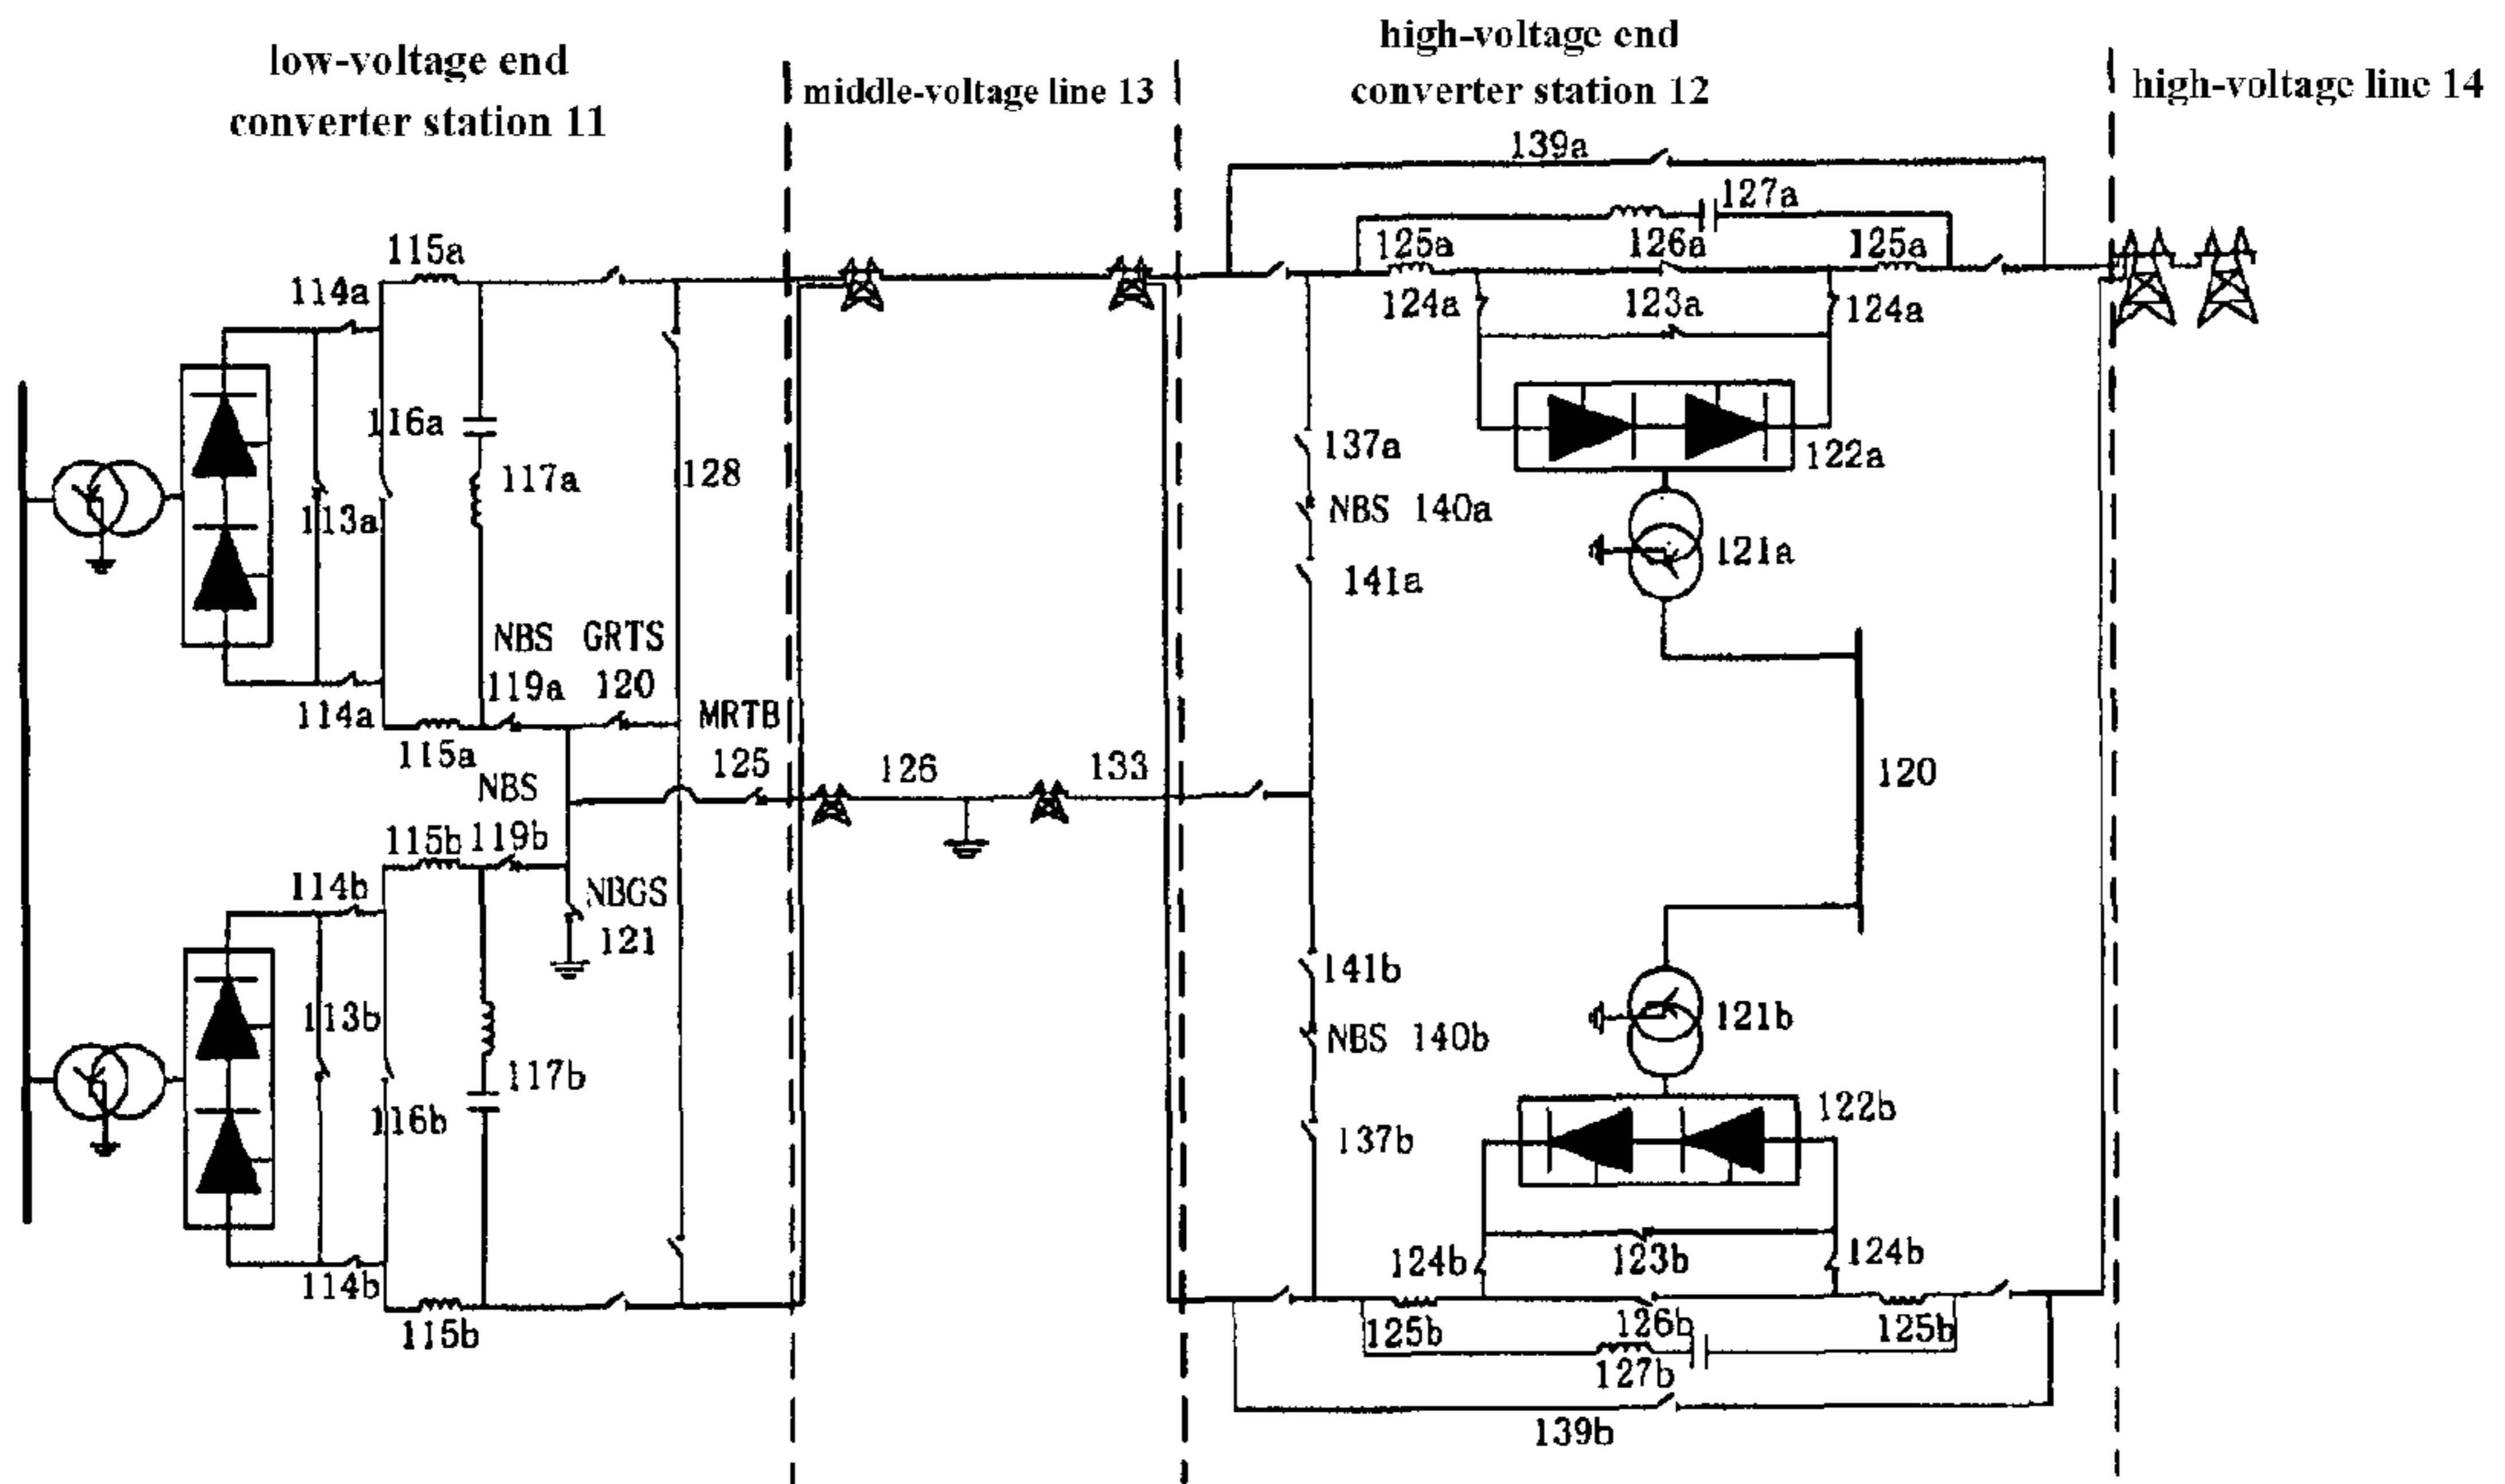 low-voltage end
converter station 11
middle-voltage line 13
high-voltage end
converter station 12
high-voltage line 14
139a
127a
115a
125a
126a
125a
114a
124a
123a
124a
116a
137a
122a
117a
128
113a
NBS 140a
121a
141a
NBS GRTS
119a 120
114a
MRTB
115a
125
126
133
120
NBS
115b 119b
114b
NBGS
121
141b
113b
NBS 140b
121b
117b
122b
116b
137b
114b
124b
123b
124b
115b
125b
126b
125b
127b
139b